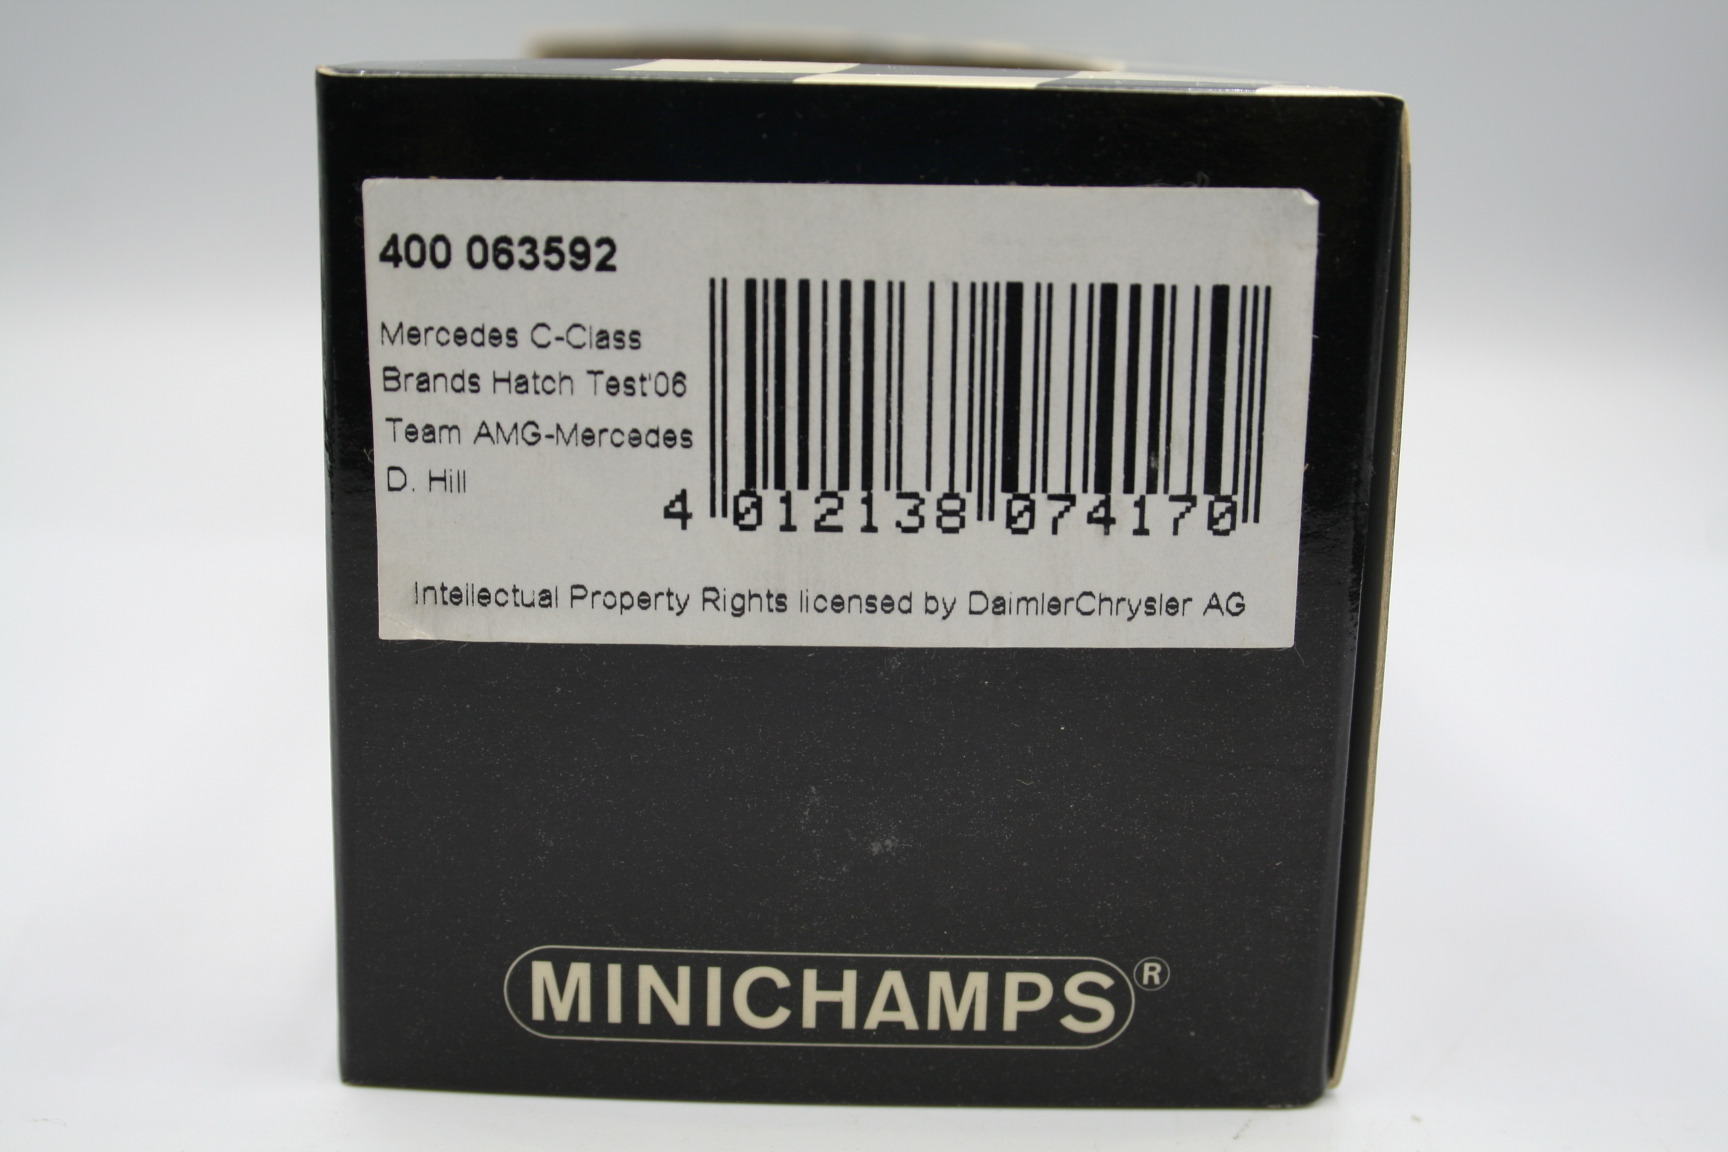 400 063592
Mercedes C-Class
Brands Hatch Test'06
Team AMG-Mercedes
D. Hill
4 012138 074170
Intellectual Property Rights licensed by DaimlerChrysler AG
MINICHAMPS®